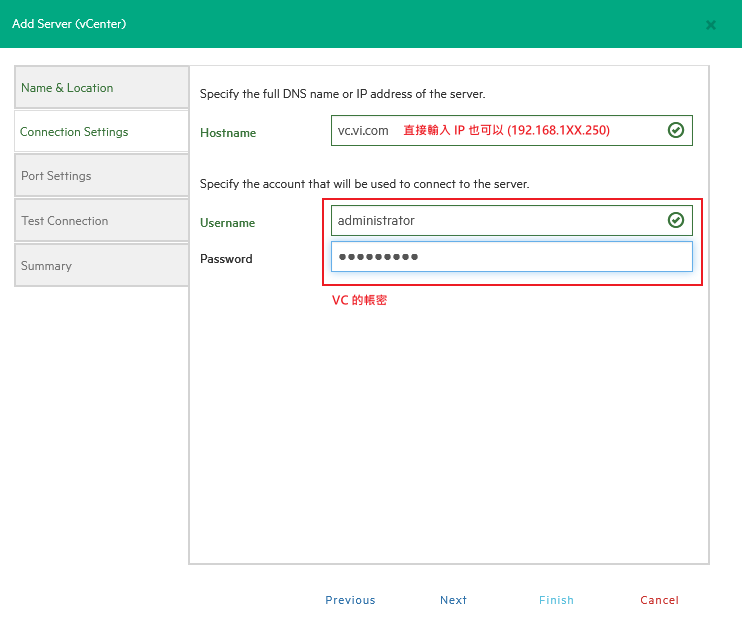 Add Server (vCenter)
Name & Location
Connection Settings
Port Settings
Test Connection
Summary
Specify the full DNS name or IP address of the server.
Hostname
vc.vi.com 直接輸入 IP 也可以 (192.168.1XX.250)
Specify the account that will be used to connect to the server.
Username
administrator
Password
●●●●●●●●●
VC 的帳密
Previous Next Finish Cancel